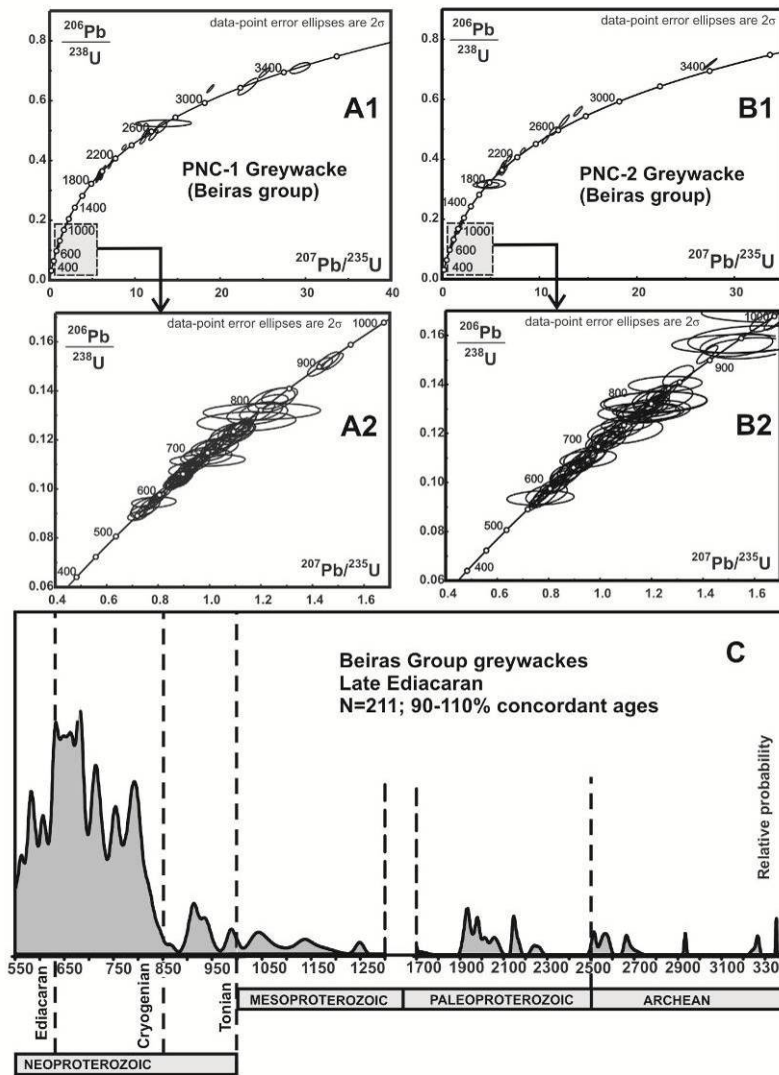 data-point error ellipses are 2σ
206Pb
238U
0.8
0.6
0.4
0.2
0.0
3400
3000
2600
2200
1800
1400
1000
600
400
A1
PNC-1 Greywacke
(Beiras group)
207Pb/235U
0 10 20 30 40
data-point error ellipses are 2σ
206Pb
238U
0.8
0.6
0.4
0.2
0.0
3400
3000
2600
2200
1800
1400
1000
600
400
B1
PNC-2 Greywacke
(Beiras group)
207Pb/235U
0 10 20 30
data-point error ellipses are 2σ
206Pb
238U
0.16
0.14
0.12
0.10
0.08
0.06
1000
900
800
700
600
500
400
A2
207Pb/235U
0.4 0.6 0.8 1.0 1.2 1.4 1.6
data-point error ellipses are 2σ
206Pb
238U
0.16
0.14
0.12
0.10
0.08
0.06
1000
900
800
700
600
500
400
B2
207Pb/235U
0.4 0.6 0.8 1.0 1.2 1.4 1.6
C
Beiras Group greywackes
Late Ediacaran
N=211; 90-110% concordant ages
Relative probability
550 650 750 850 950 1050 1150 1250 1700 1900 2100 2300 2500 2700 2900 3100 330
Ediacaran
Cryogenian
Tonian
MESOPROTEROZOIC PALEOPROTEROZOIC ARCHEAN
NEOPROTEROZOIC